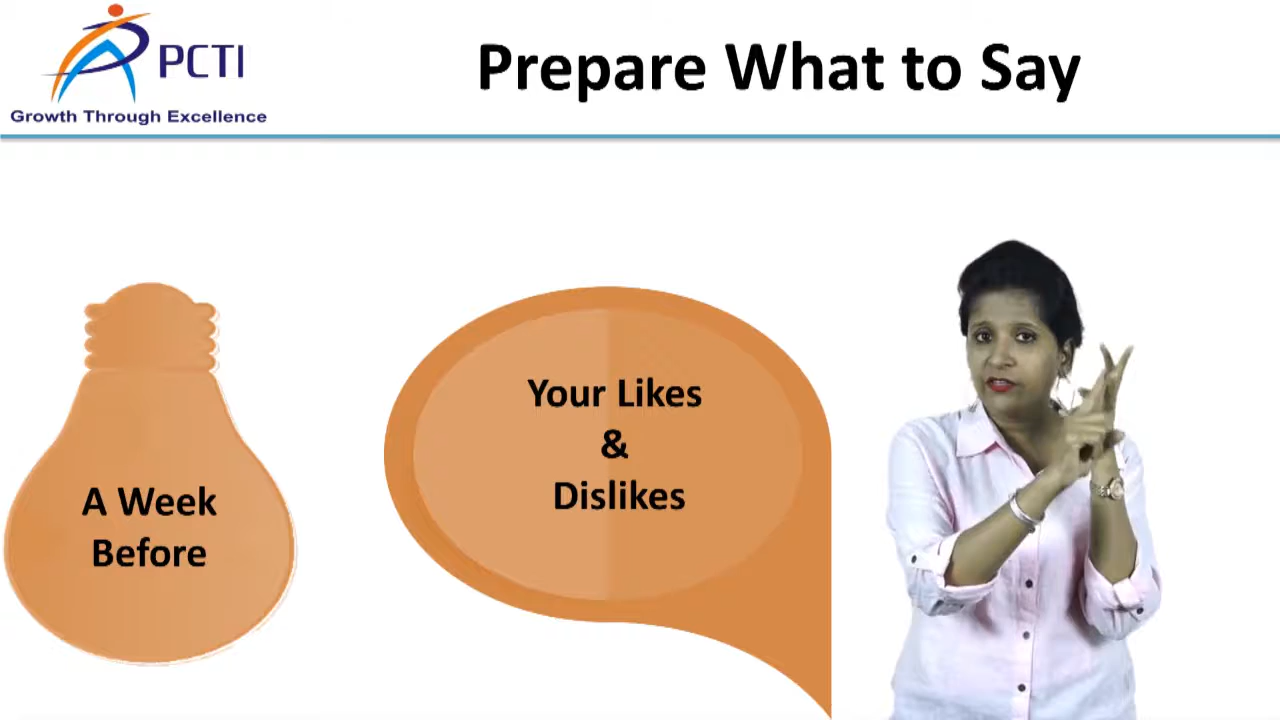 PCTI
Growth Through Excellence
Prepare What to Say
A Week
Before
Your Likes
&
Dislikes